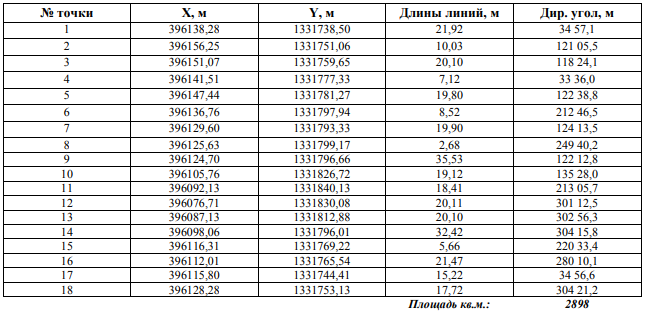 № точки X, м Y, м Длины линий, м Дир. угол, м
1 396138,28 1331738,50 21,92 34 57,1
2 396156,25 1331751,06 10,03 121 05,5
3 396151,07 1331759,65 20,10 118 24,1
4 396141,51 1331777,33 7,12 33 36,0
5 396147,44 1331781,27 19,80 122 38,8
6 396136,76 1331797,94 8,52 212 46,5
7 396129,60 1331793,33 19,90 124 13,5
8 396125,63 1331799,17 2,68 249 40,2
9 396124,70 1331796,66 35,53 122 12,8
10 396105,76 1331826,72 19,12 135 28,0
11 396092,13 1331840,13 18,41 213 05,7
12 396076,71 1331830,08 20,11 301 12,5
13 396087,13 1331812,88 20,10 302 56,3
14 396098,06 1331796,01 32,42 304 15,8
15 396116,31 1331769,22 5,66 220 33,4
16 396112,01 1331765,54 21,47 280 10,1
17 396115,80 1331744,41 15,22 34 56,6
18 396128,28 1331753,13 17,72 304 21,2
Площадь кв.м.: 2898